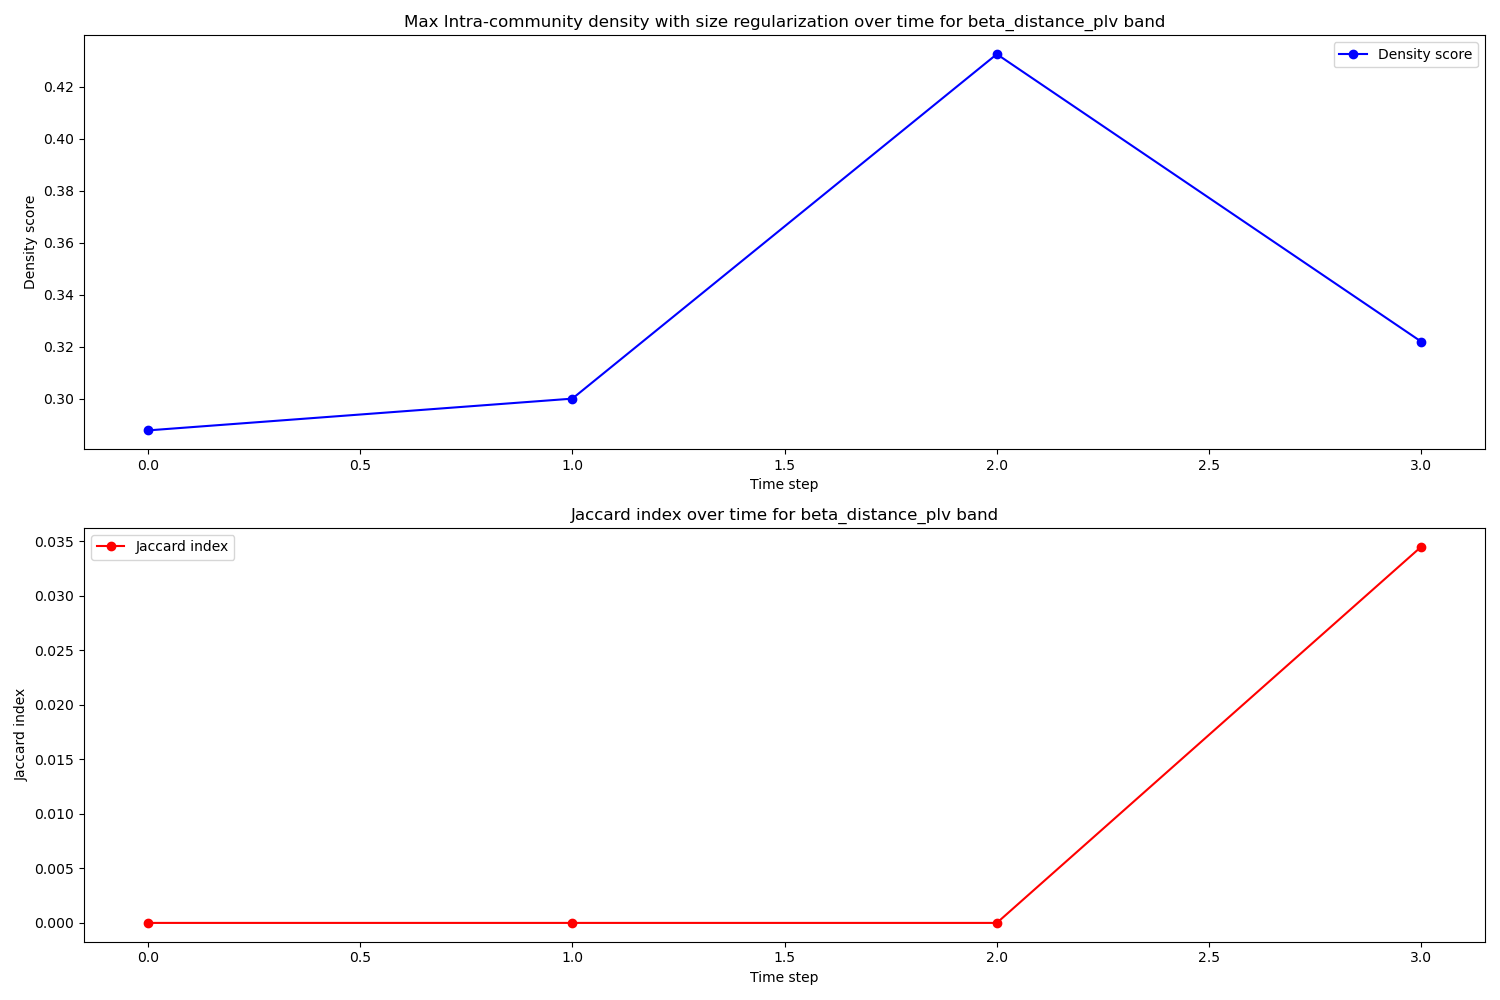 Max Intra-community density with size regularization over time for beta_distance_plv band
Density score
0.42
0.40
0.38
0.36
0.34
0.32
0.30
Density score
0.0 0.5 1.0 1.5 2.0 2.5 3.0
Time step
Jaccard index over time for beta_distance_plv band
Jaccard index
0.035
0.030
0.025
0.020
0.015
0.010
0.005
0.000
Jaccard index
0.0 0.5 1.0 1.5 2.0 2.5 3.0
Time step